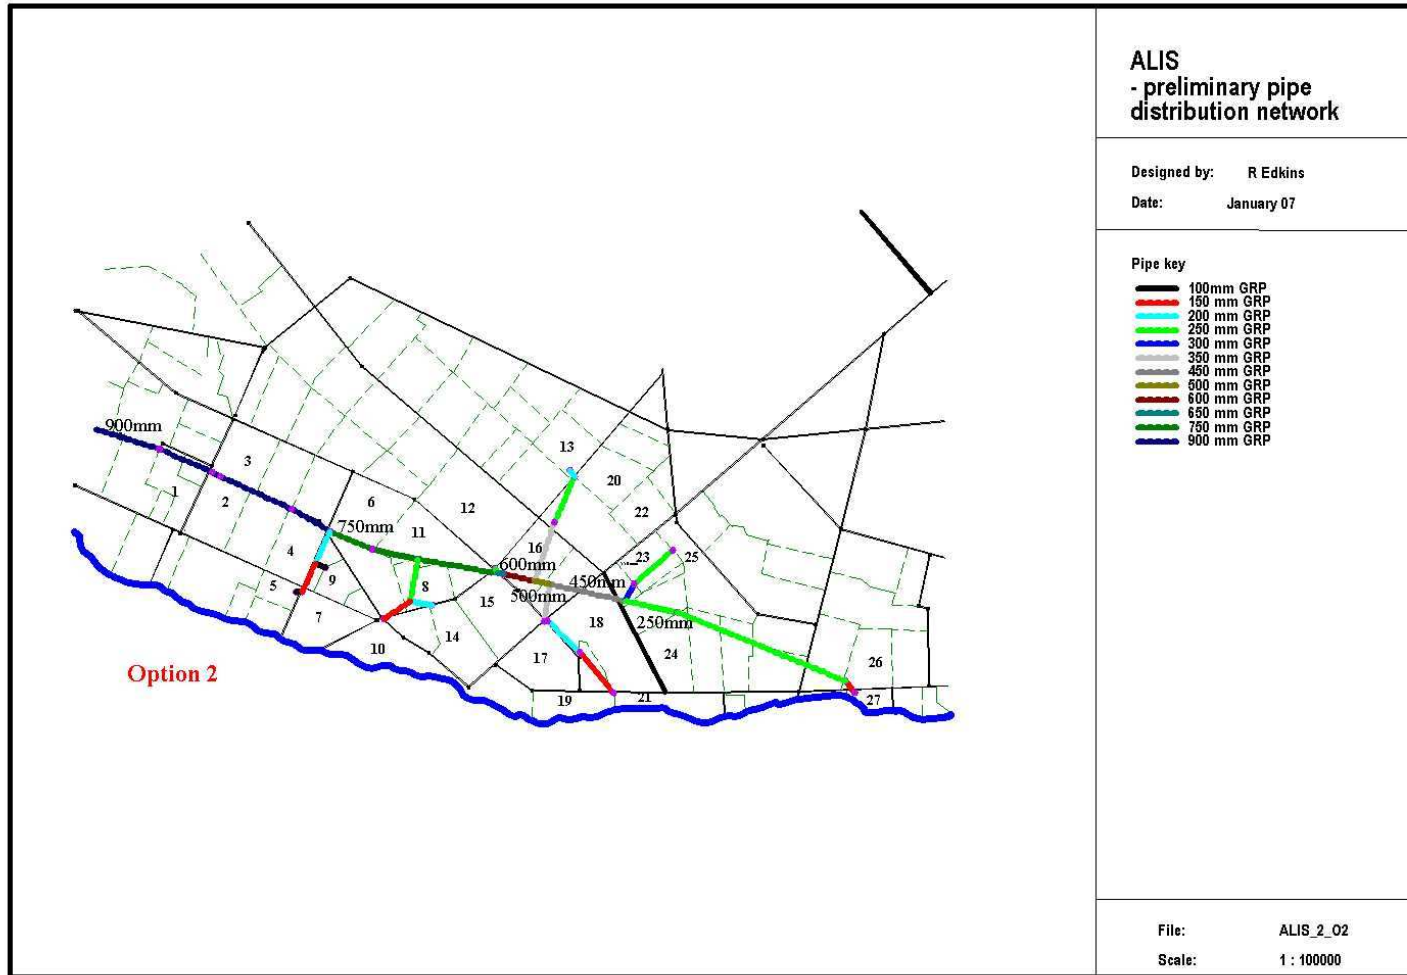 ALIS
- preliminary pipe
distribution network
Designed by: R Edkins
Date: January 07
Pipe key
100mm GRP
150 mm GRP
200 mm GRP
250 mm GRP
300 mm GRP
350 mm GRP
450 mm GRP
500 mm GRP
600 mm GRP
650 mm GRP
750 mm GRP
900 mm GRP
900mm
13
3
20
1
2
6
12
22
750mm
11
4
16
23
25
600mm
9
5
8
450mm
500mm
15
7
18
250mm
14
10
17
24
26
Option 2
19
21
27
File: ALIS_2_O2
Scale: 1 : 100000